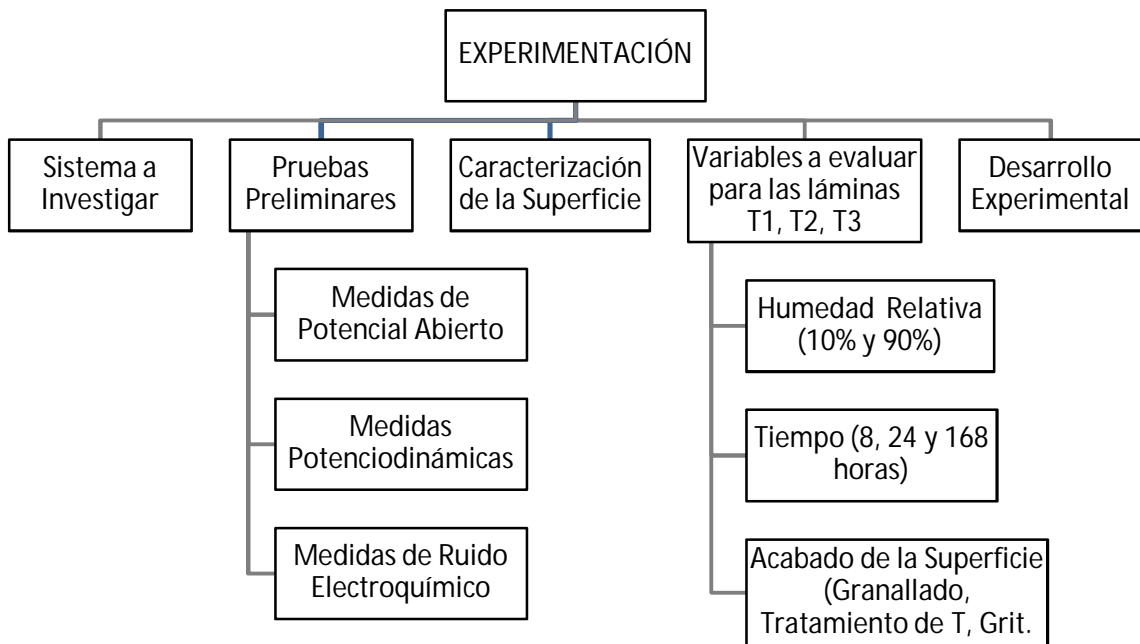 EXPERIMENTACIÓN
Sistema a
Investigar
Pruebas
Preliminares
Caracterización
de la Superficie
Variables a evaluar
para las láminas
T1, T2, T3
Desarrollo
Experimental
Medidas de
Potencial Abierto
Medidas
Potenciodinámicas
Medidas de Ruido
Electroquímico
Humedad Relativa
(10% y 90%)
Tiempo (8, 24 y 168
horas)
Acabado de la Superficie
(Granallado,
Tratamiento de T, Grit.